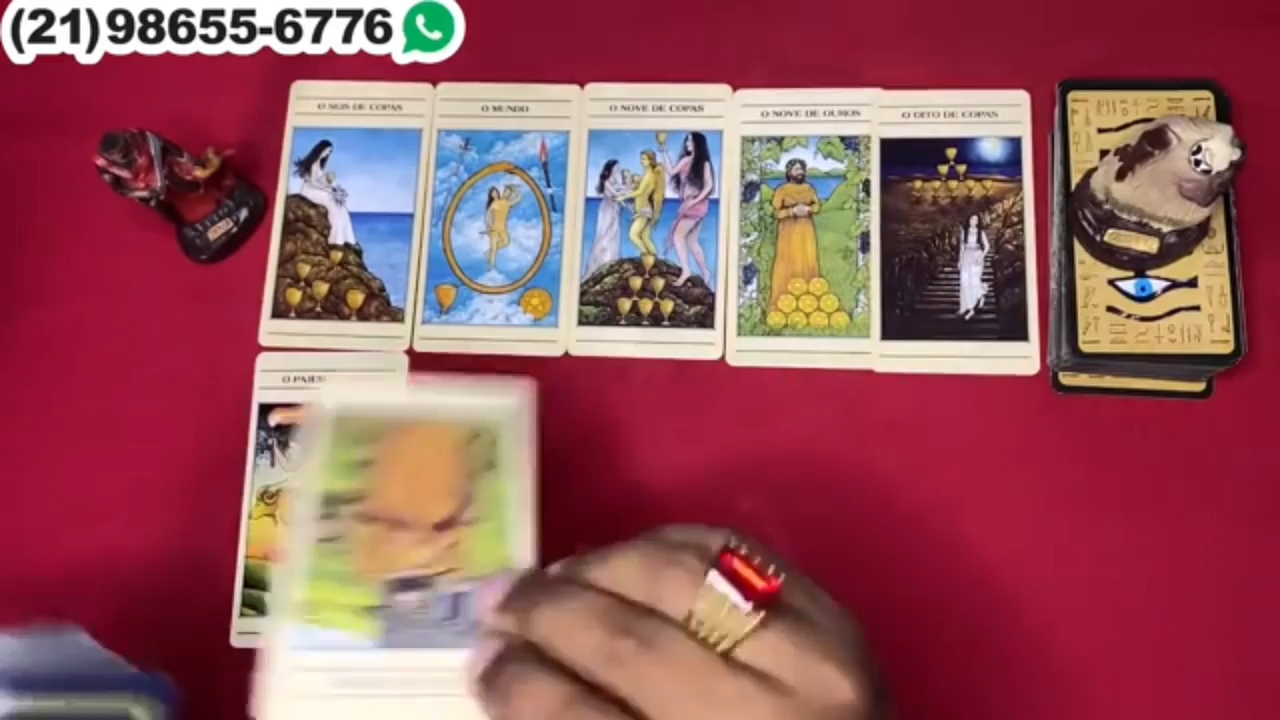 (21)98655-6776
O SEIS DE COPAS
O MUNDO
O NOVE DE COPAS
O NOVE DE OUROS
O OITO DE COPAS